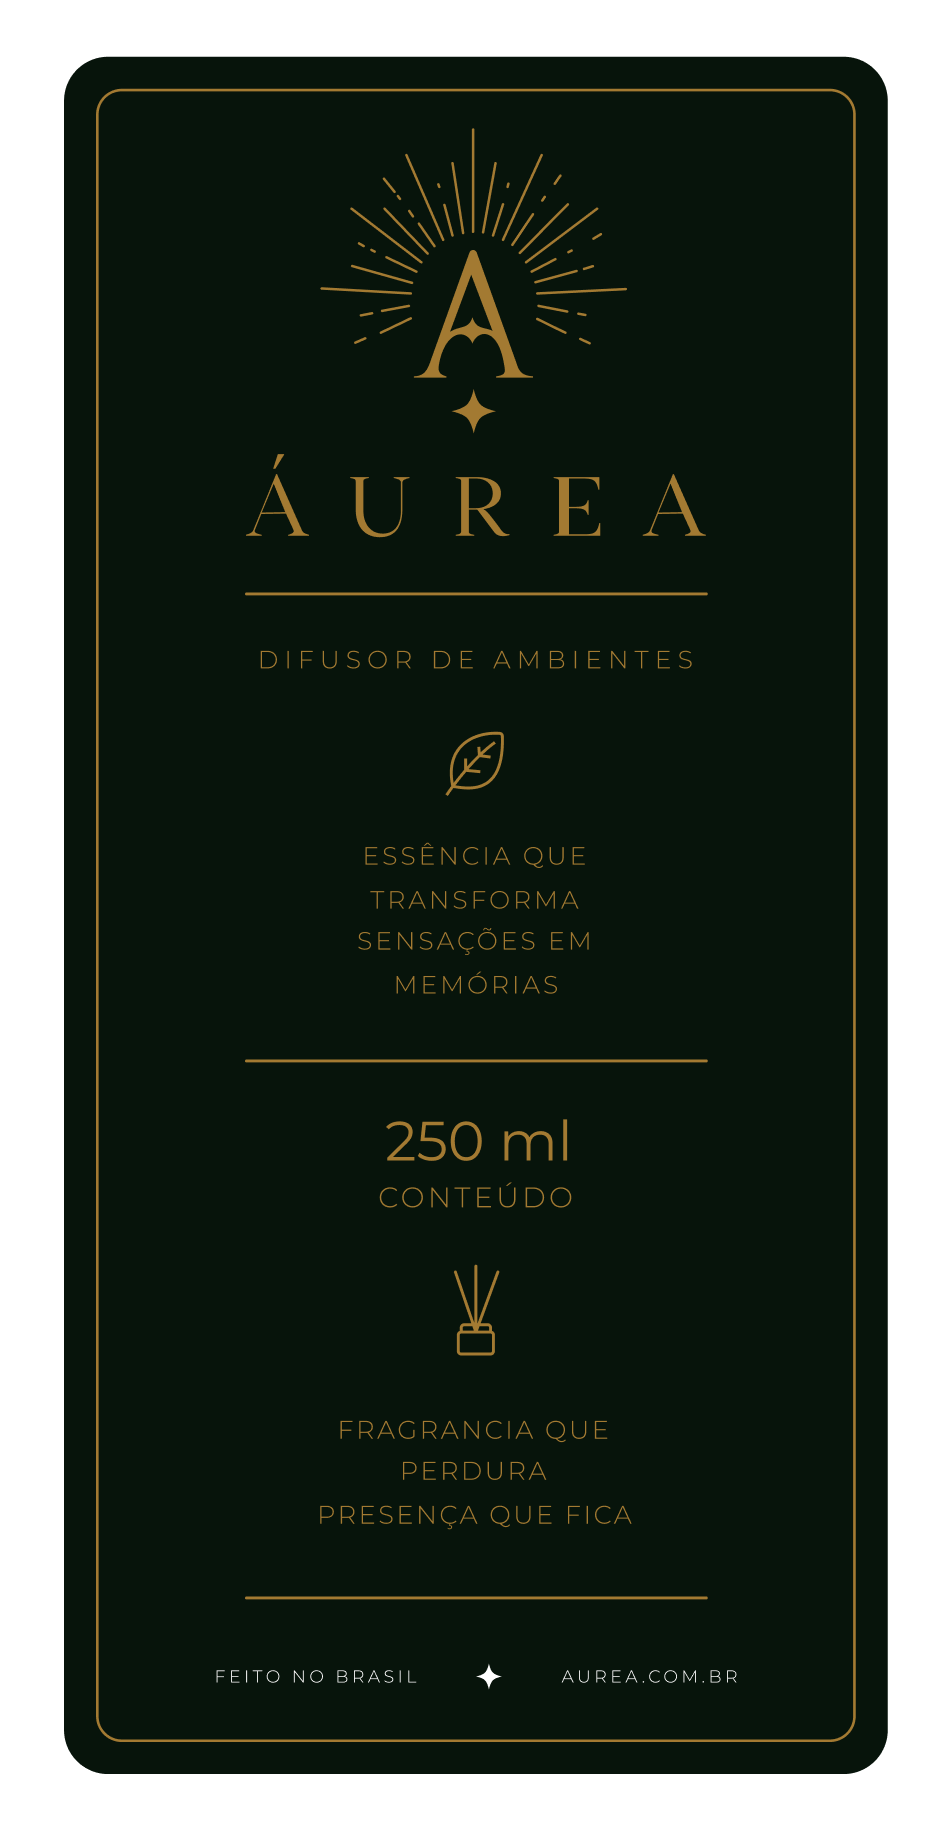 A
ÁUREA
DIFUSOR DE AMBIENTES
ESSÊNCIA QUE
TRANSFORMA
SENSAÇÕES EM
MEMÓRIAS
250 ml
CONTEÚDO
FRAGRANCIA QUE
PERDURA
PRESENÇA QUE FICA
FEITO NO BRASIL
AUREA.COM.BR